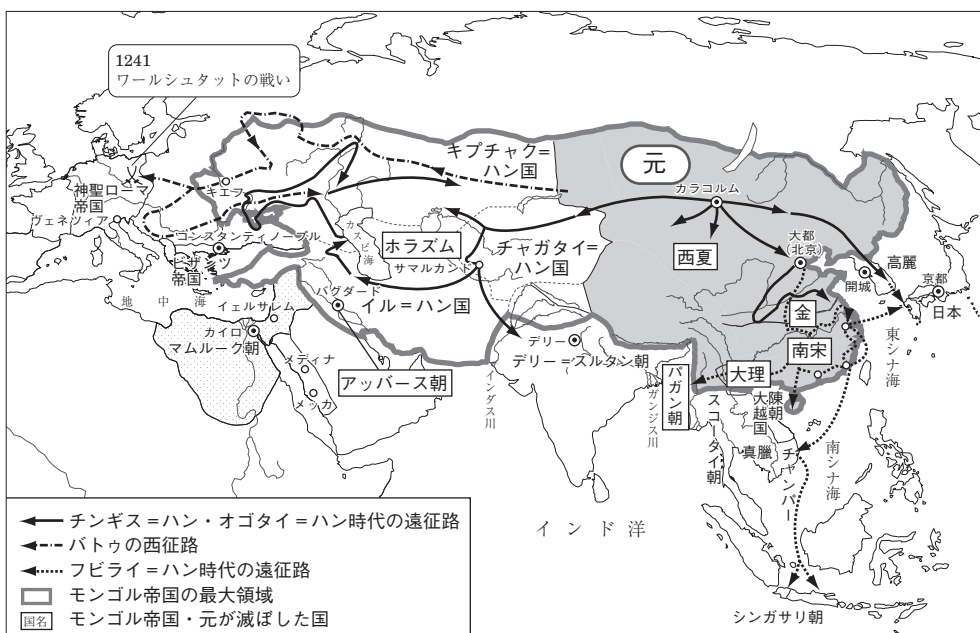 1241
ワールシュタットの戦い
キプチャク＝
ハン国
元
カラコルム
神聖ローマ
帝国
キエフ
ヴェネツィア
コンスタンティノープル
ビザンツ
帝国
カスピ海
ホラズム
サマルカンド
チャガタイ＝
ハン国
西夏
大都
(北京)
高麗
開城
京都
日本
地中海
イェルサレム
バグダード
イル＝ハン国
金
カイロ
マムルーク朝
メディナ
メッカ
アッバース朝
デリー
デリー＝スルタン朝
インダス川
ガンジス川
パガン朝
大理
南宋
東シナ海
スコータイ朝
陳朝
大越国
真臘
チャンパー
南シナ海
インド洋
シンガサリ朝
チンギス＝ハン・オゴタイ＝ハン時代の遠征路
バトゥの西征路
フビライ＝ハン時代の遠征路
モンゴル帝国の最大領域
国名 モンゴル帝国・元が滅ぼした国